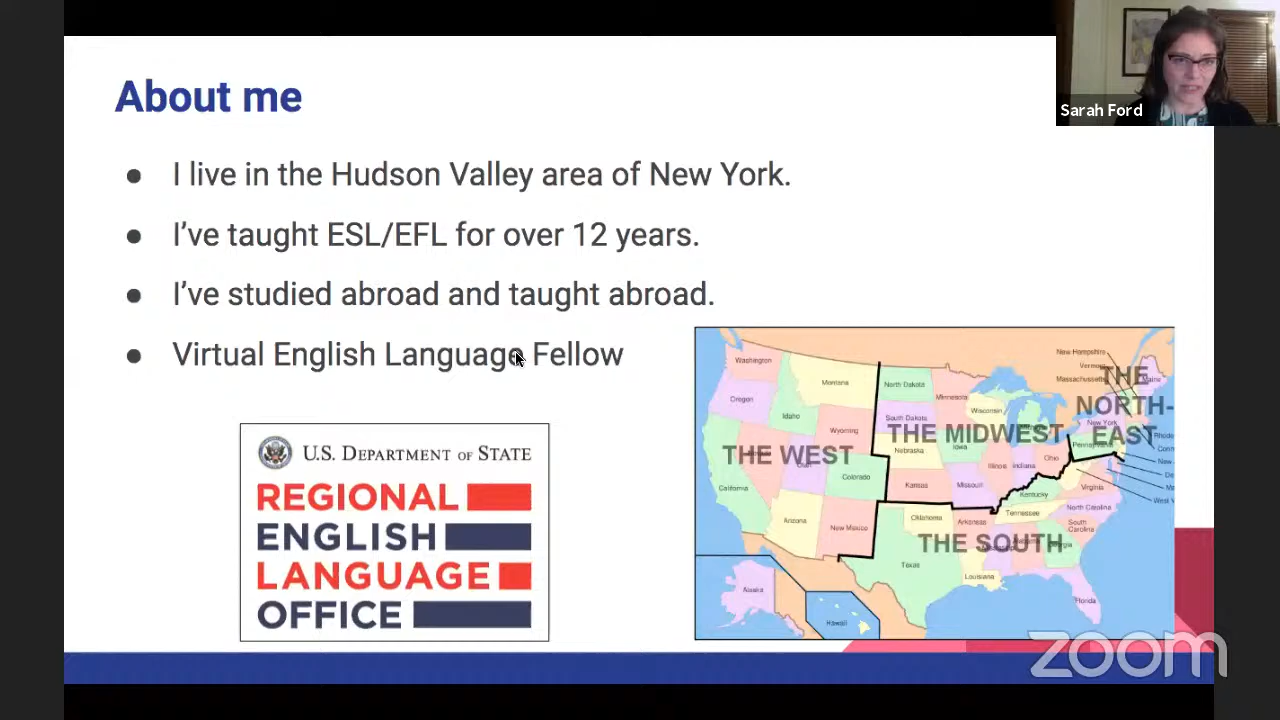 About me
Sarah Ford
● I live in the Hudson Valley area of New York.
● I’ve taught ESL/EFL for over 12 years.
● I’ve studied abroad and taught abroad.
● Virtual English Language Fellow
U.S. DEPARTMENT of STATE
REGIONAL
ENGLISH
LANGUAGE
OFFICE
THE WEST
THE MIDWEST
THE
NORTH-
EAST
THE SOUTH
Washington
Oregon
California
Idaho
Montana
Wyoming
Colorado
Arizona
New Mexico
North Dakota
South Dakota
Nebraska
Kansas
Minnesota
Iowa
Missouri
Wisconsin
Illinois
Indiana
Ohio
New Hampshire
Vermont
Massachusetts
Maine
New York
Pennsylvania
Virginia
Kentucky
North Carolina
Tennessee
South
Carolina
Oklahoma
Arkansas
Texas
Louisiana
Florida
Alaska
Hawaii
zoom